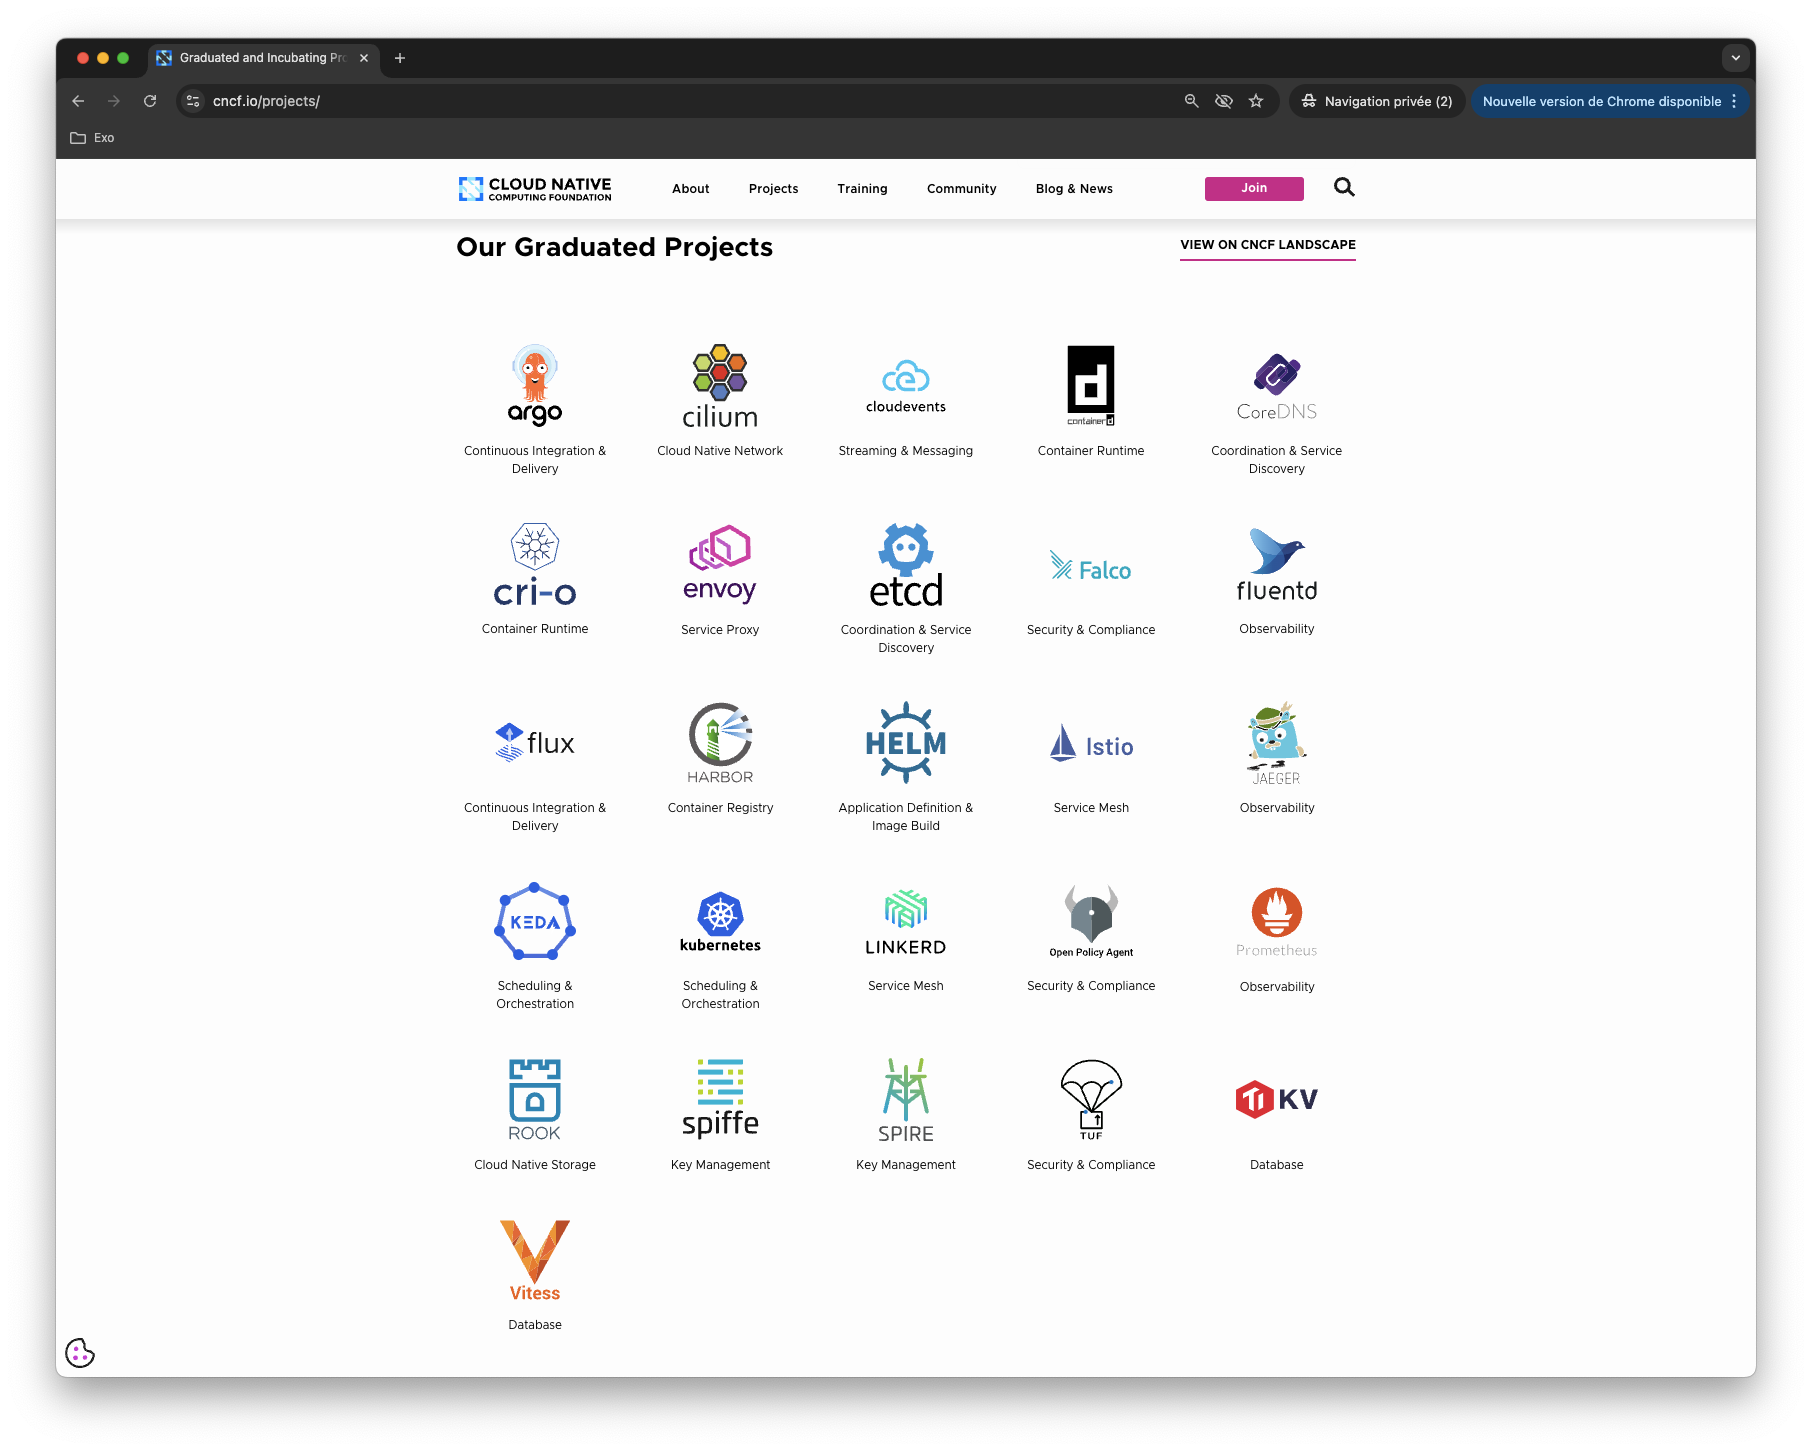 Graduated and Incubating Pro
cncf.io/projects/
Navigation privée (2)
Nouvelle version de Chrome disponible
Exo
CLOUD NATIVE
COMPUTING FOUNDATION
About
Projects
Training
Community
Blog & News
Join
Our Graduated Projects
VIEW ON CNCF LANDSCAPE
argo
cilium
cloudevents
d
containerd
CoreDNS
Continuous Integration &
Delivery
Cloud Native Network
Streaming & Messaging
Container Runtime
Coordination & Service
Discovery
cri-o
envoy
etcd
Falco
fluentd
Container Runtime
Service Proxy
Coordination & Service
Discovery
Security & Compliance
Observability
flux
HARBOR
HELM
Istio
JAEGER
Continuous Integration &
Delivery
Container Registry
Application Definition &
Image Build
Service Mesh
Observability
KEDA
kubernetes
LINKERD
Open Policy Agent
Prometheus
Scheduling &
Orchestration
Scheduling &
Orchestration
Service Mesh
Security & Compliance
Observability
ROOK
spiffe
SPIRE
TUF
TiKV
Cloud Native Storage
Key Management
Key Management
Security & Compliance
Database
Vitess
Database